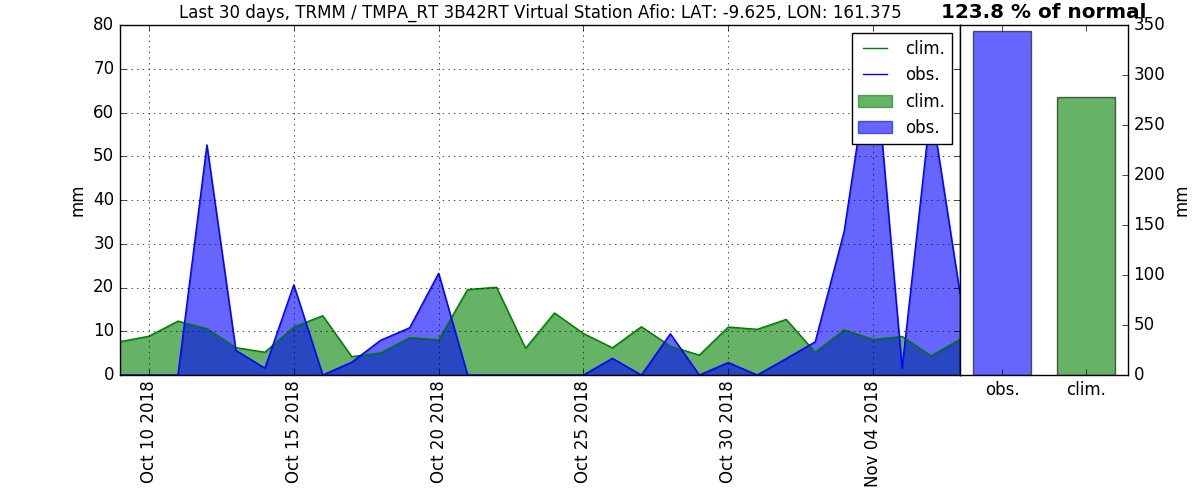 Last 30 days, TRMM / TMPA_RT 3B42RT Virtual Station Afio: LAT: -9.625, LON: 161.375
123.8 % of normal
80
70
60
50
40
30
20
10
0
mm
clim.
obs.
clim.
obs.
350
300
250
200
150
100
50
0
mm
obs.
clim.
Oct 10 2018
Oct 15 2018
Oct 20 2018
Oct 25 2018
Oct 30 2018
Nov 04 2018